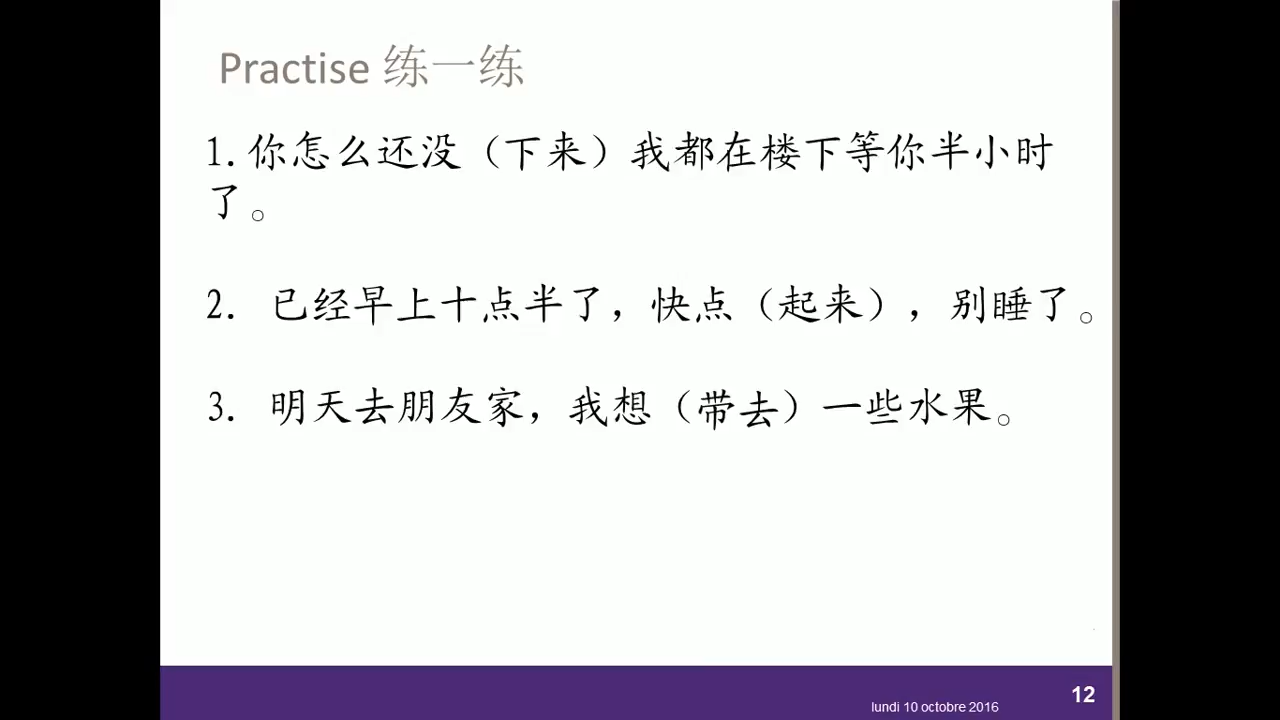 Practise 练一练
1. 你怎么还没（下来）我都在楼下等你半小时
了。
2. 已经早上十点半了，快点（起来），别睡了。
3. 明天去朋友家，我想（带去）一些水果。
12
lundi 10 octobre 2016